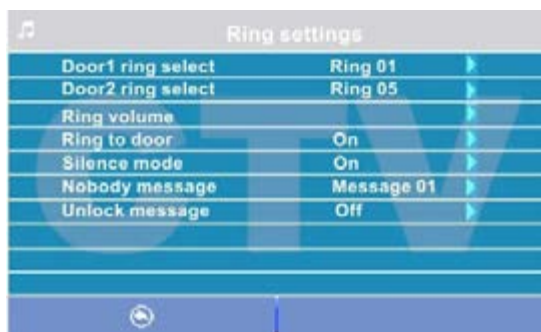 Ring settings
Door1 ring select Ring 01
Door2 ring select Ring 05
Ring volume
Ring to door On
Silence mode On
Nobody message Message 01
Unlock message Off
CTV